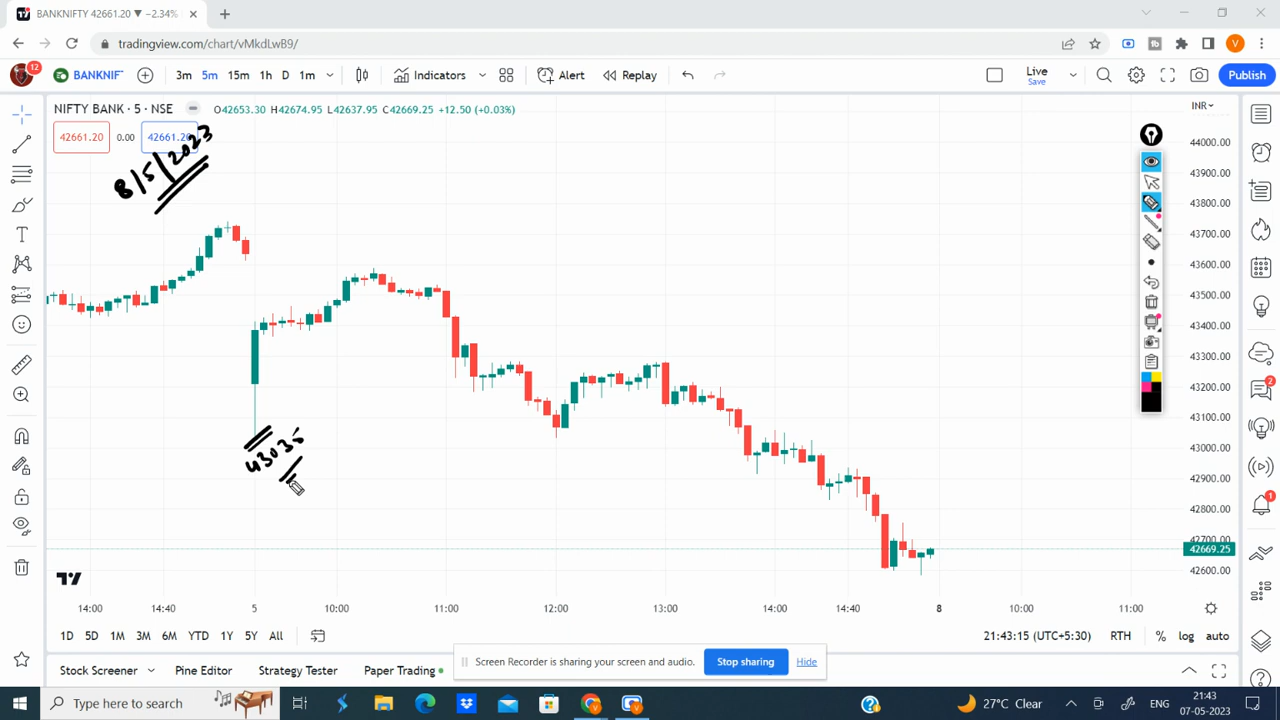 BANKNIFTY 42661.20 ▼ −2.34%
tradingview.com/chart/vMkdLwB9/
12
BANKNIF
3m 5m 15m 1h D 1m
Indicators
Alert
Replay
Live
Save
Publish
NIFTY BANK · 5 · NSE
O42653.30 H42674.95 L42637.95 C42669.25 +12.50 (+0.03%)
INR
42661.20 0.00 42661.20
8/5/2023
44000.00
43900.00
43800.00
43700.00
43600.00
43500.00
43400.00
43300.00
43200.00
43100.00
43000.00
42900.00
42800.00
42700.00
42669.25
42600.00
2
1
14:00 14:40 5 10:00 11:00 12:00 13:00 14:00 14:40 8 10:00 11:00
1D 5D 1M 3M 6M YTD 1Y 5Y All
21:43:15 (UTC+5:30) RTH % log auto
Screen Recorder is sharing your screen and audio. Stop sharing Hide
Stock Screener Pine Editor Strategy Tester Paper Trading
Type here to search
27°C Clear
ENG
21:43
07-05-2023